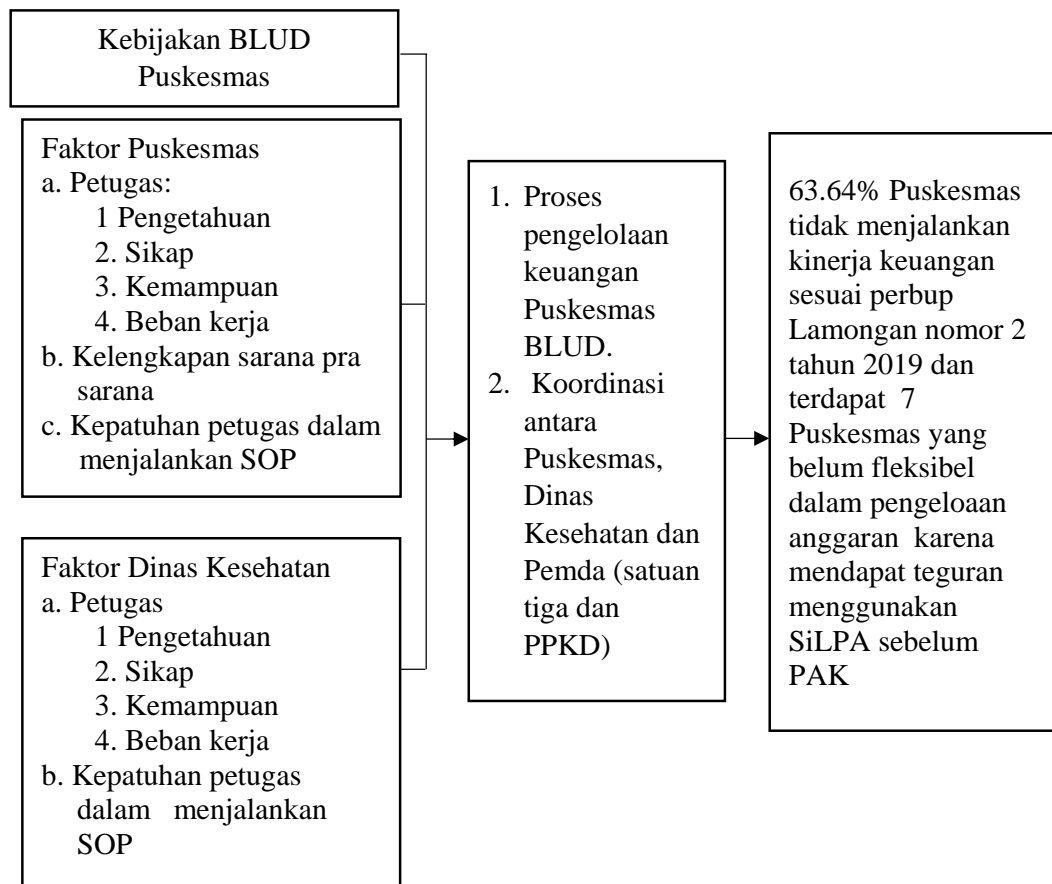 Kebijakan BLUD
Puskesmas
Faktor Puskesmas
a. Petugas:
1 Pengetahuan
2. Sikap
3. Kemampuan
4. Beban kerja
b. Kelengkapan sarana pra
sarana
c. Kepatuhan petugas dalam
menjalankan SOP
Faktor Dinas Kesehatan
a. Petugas
1 Pengetahuan
2. Sikap
3. Kemampuan
4. Beban kerja
b. Kepatuhan petugas
dalam menjalankan
SOP
1. Proses
pengelolaan
keuangan
Puskesmas
BLUD.
2. Koordinasi
antara
Puskesmas,
Dinas
Kesehatan dan
Pemda (satuan
tiga dan
PPKD)
63.64% Puskesmas
tidak menjalankan
kinerja keuangan
sesuai perbup
Lamongan nomor 2
tahun 2019 dan
terdapat 7
Puskesmas yang
belum fleksibel
dalam pengeloaan
anggaran karena
mendapat teguran
menggunakan
SiLPA sebelum
PAK